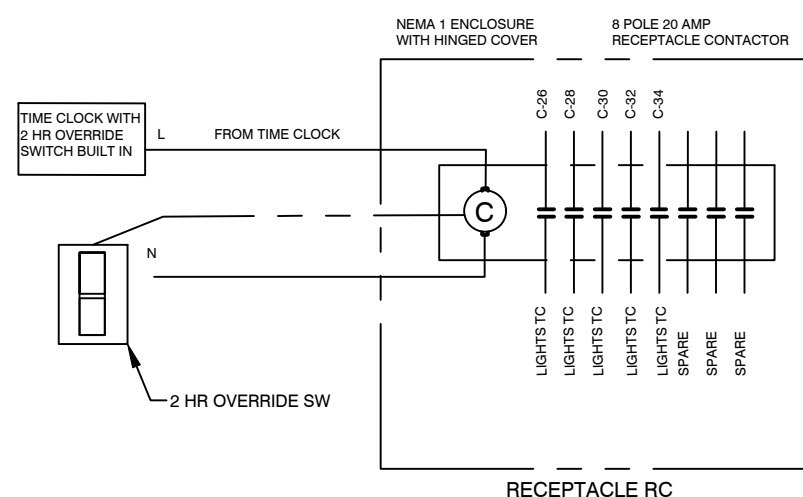 NEMA 1 ENCLOSURE
WITH HINGED COVER
8 POLE 20 AMP
RECEPTACLE CONTACTOR
C-26
C-28
C-30
C-32
C-34
TIME CLOCK WITH
2 HR OVERRIDE
SWITCH BUILT IN
L
FROM TIME CLOCK
C
N
LIGHTS TC
LIGHTS TC
LIGHTS TC
LIGHTS TC
LIGHTS TC
SPARE
SPARE
SPARE
2 HR OVERRIDE SW
RECEPTACLE RC